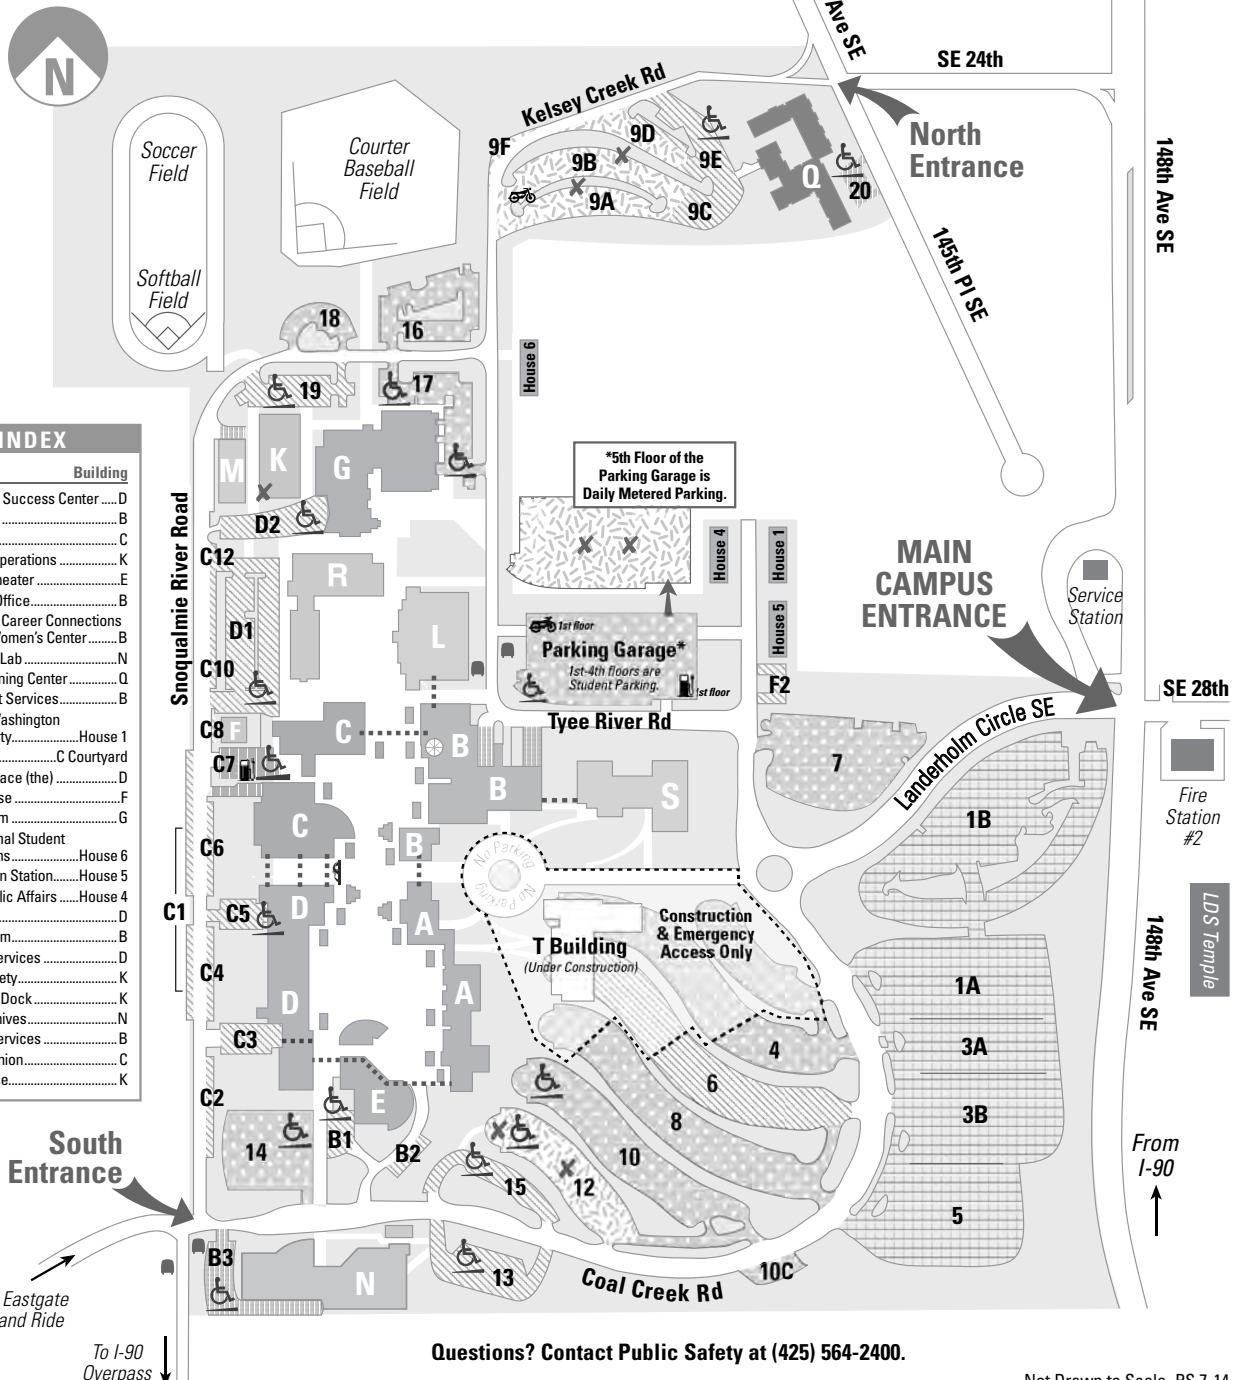 N
Ave SE
SE 24th
Kelsey Creek Rd
North
Entrance
148th Ave SE
145th Pl SE
Soccer
Field
Courter
Baseball
Field
Softball
Field
9F
9D
9B
9E
9A
9C
Q
20
18
16
19
17
House 6
INDEX
Building
Success Center.....D
B
C
perations ................K
eater ......................E
Office.......................B
Career Connections
Women's Center.........B
Lab .........................N
ning Center.............Q
t Services...............B
Washington
ty.................House 1
C Courtyard
ace (the) .................D
se ...........................F
m ............................G
nal Student
ns.................House 6
n Station.......House 5
lic Affairs ......House 4
D
m............................B
ervices ...................D
ety..........................K
Dock......................K
hives.......................N
ervices ...................B
nion........................C
e.............................K
Snoqualmie River Road
M
K
G
D2
C12
R
D1
L
C10
*5th Floor of the
Parking Garage is
Daily Metered Parking.
House 4
House 1
House 5
MAIN
CAMPUS
ENTRANCE
Service
Station
1st floor
Parking Garage*
1st-4th floors are
Student Parking.
1st floor
F2
Tyee River Rd
SE 28th
Landerholm Circle SE
C8
F
C
B
C7
B
S
7
1B
Fire
Station
#2
C
C6
B
No Parking
No Parking
C1
C5
D
A
T Building
(Under Construction)
Construction
& Emergency
Access Only
148th Ave SE
LDS Temple
C4
D
A
1A
C3
3A
4
6
C2
E
3B
8
14
B1
B2
10
12
15
5
South
Entrance
From
I-90
B3
N
13
10C
Coal Creek Rd
Eastgate
and Ride
To I-90
Overpass
Questions? Contact Public Safety at (425) 564-2400.
Not Drawn to Scale PS 7-14